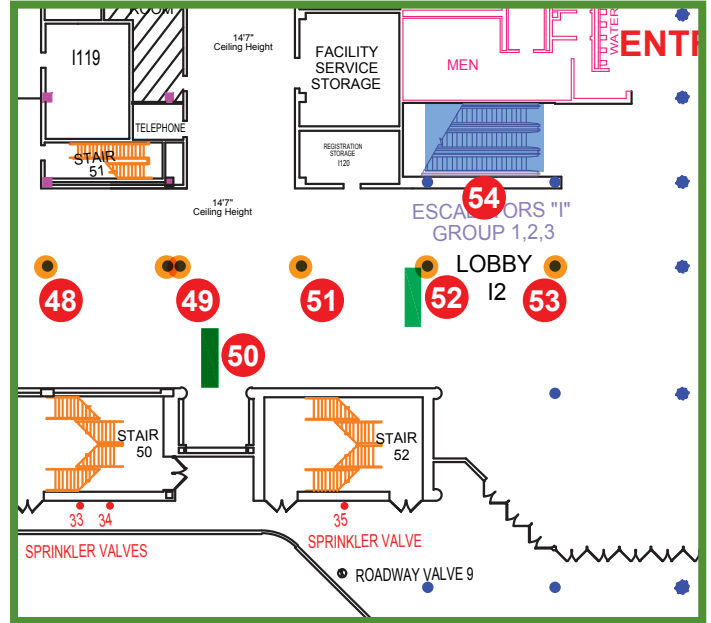 ROOM
14'7"
Ceiling Height
I119
FACILITY
SERVICE
STORAGE
MEN
WATER
ENTR
TELEPHONE
STAIR
51
REGISTRATION
STORAGE
I120
14'7"
Ceiling Height
54
ESCALATORS "I"
GROUP 1,2,3
LOBBY
I2
48
49
51
52
53
50
STAIR
50
STAIR
52
33
34
35
SPRINKLER VALVES
SPRINKLER VALVE
ROADWAY VALVE 9